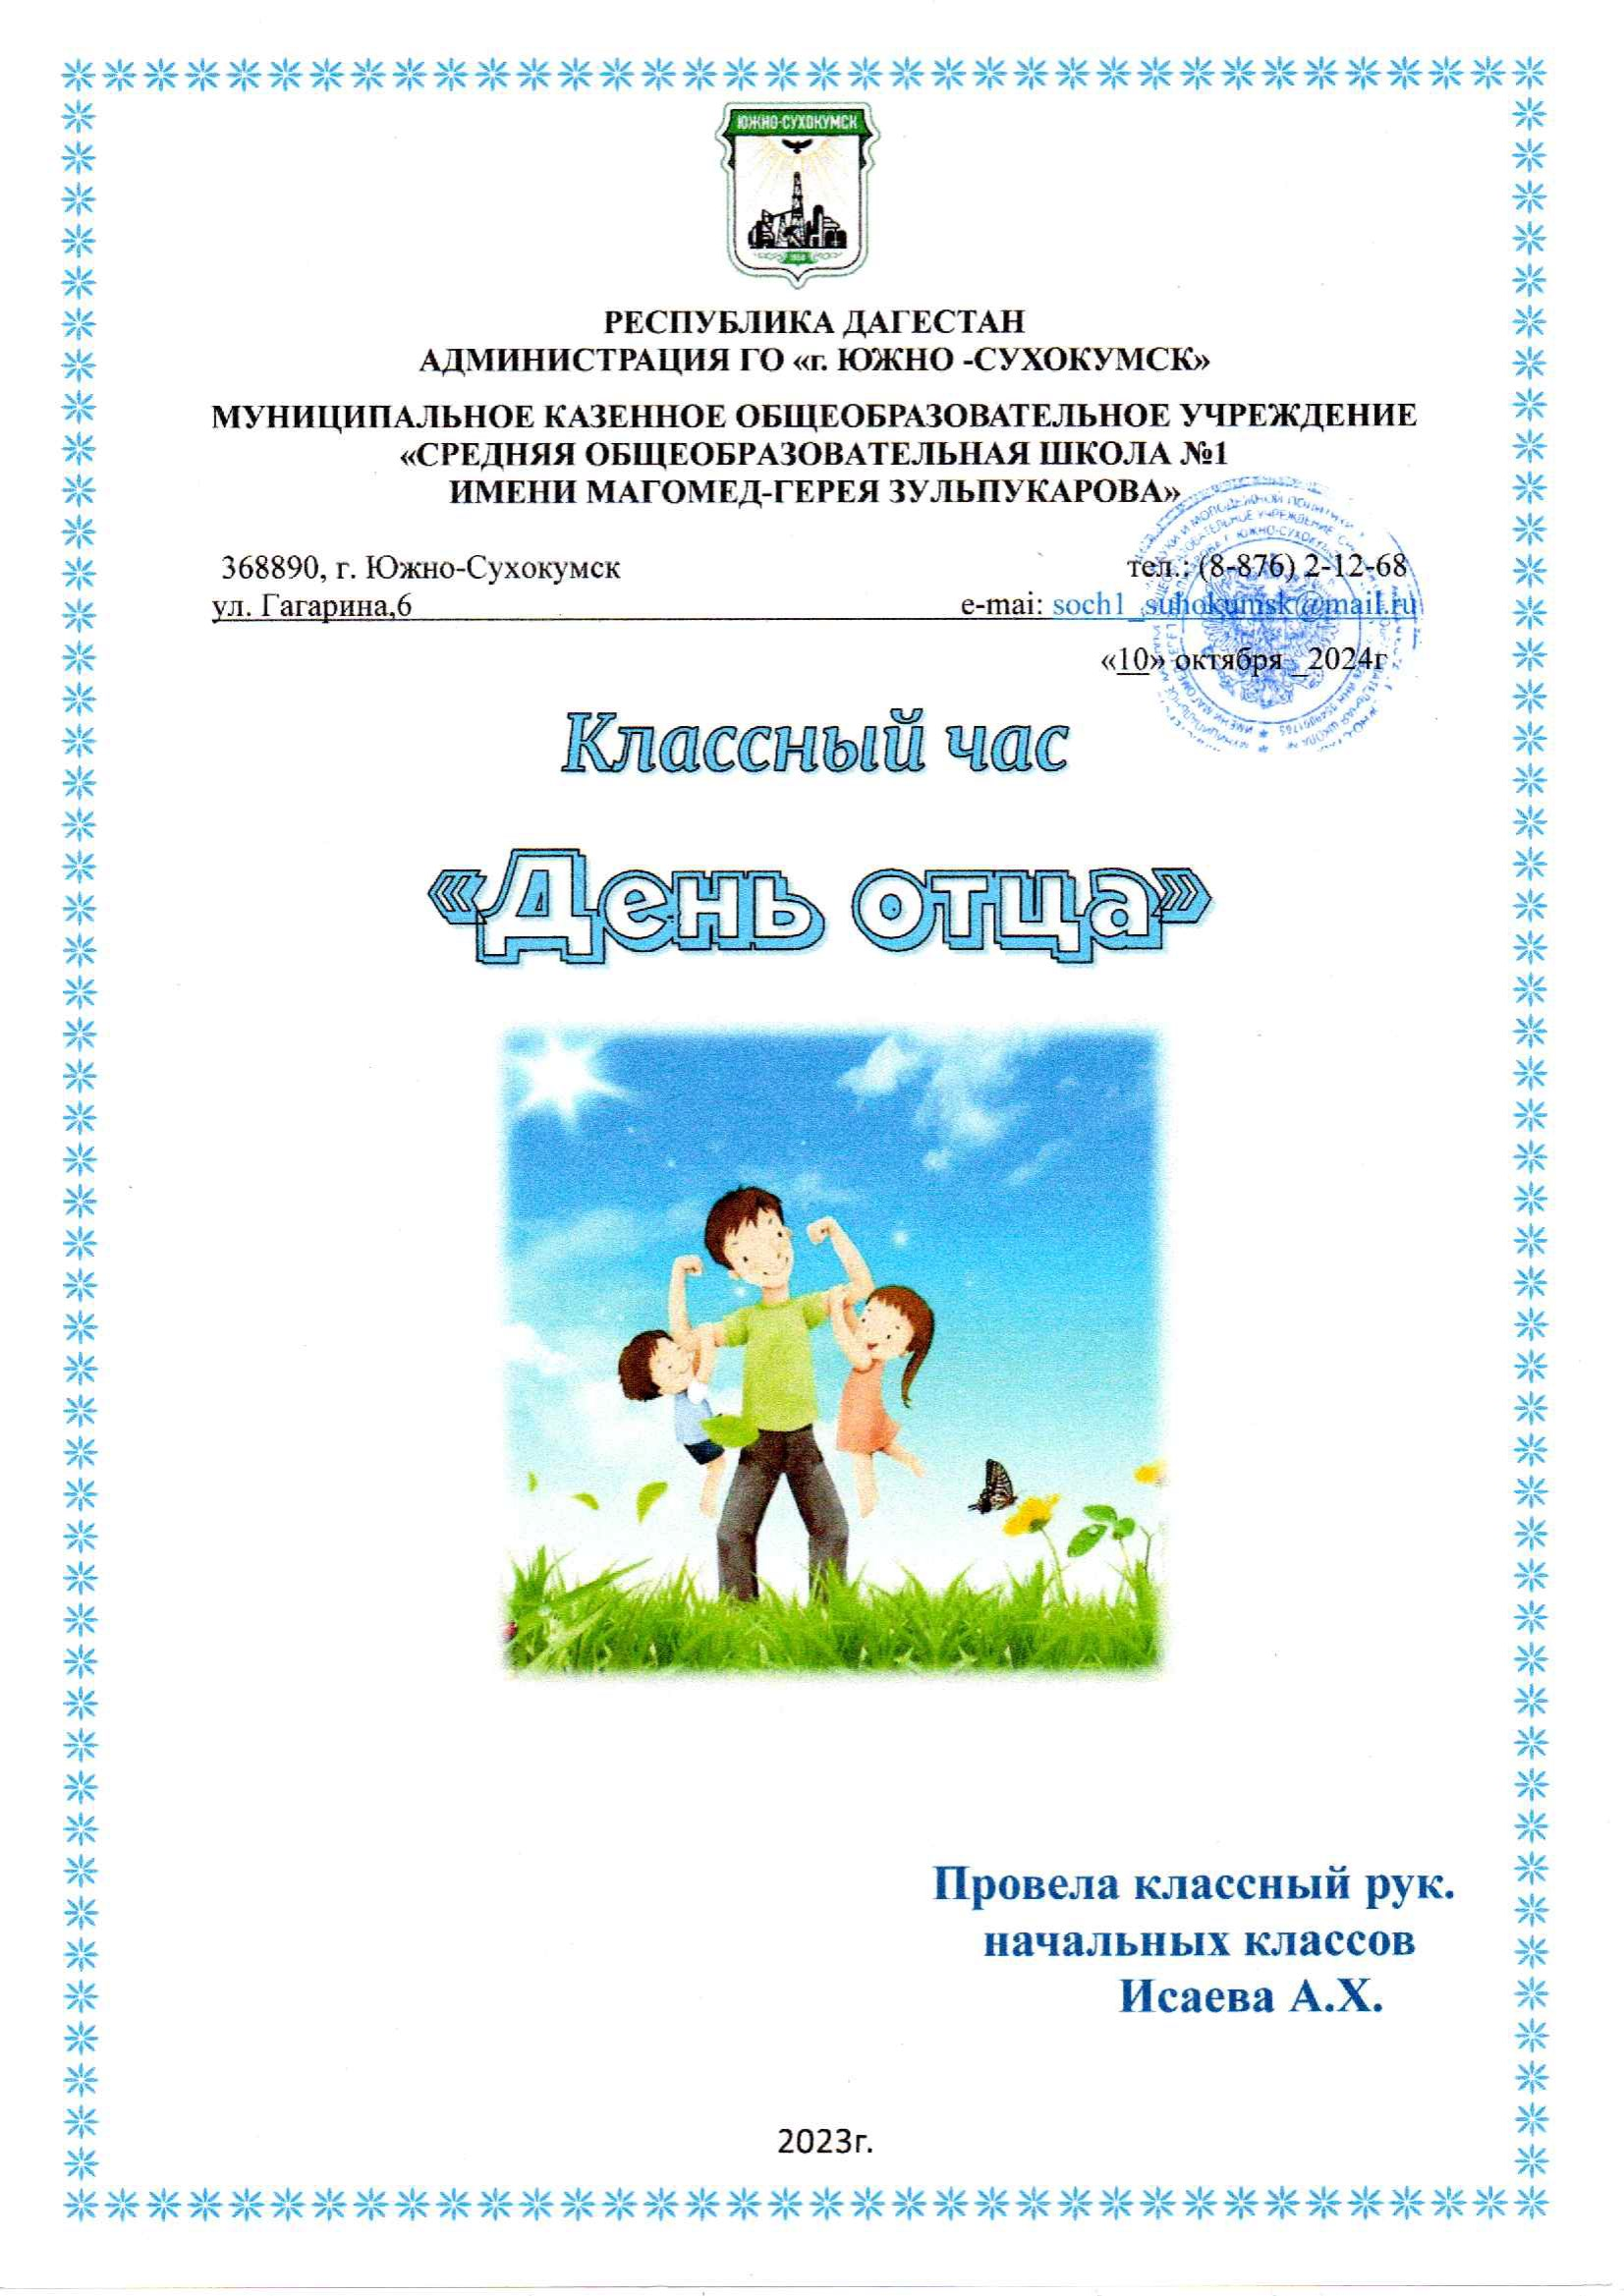 ЮЖНО-СУХОКУМСК
РЕСПУБЛИКА ДАГЕСТАН
АДМИНИСТРАЦИЯ ГО «г. ЮЖНО -СУХОКУМСК»
МУНИЦИПАЛЬНОЕ КАЗЕННОЕ ОБЩЕОБРАЗОВАТЕЛЬНОЕ УЧРЕЖДЕНИЕ
«СРЕДНЯЯ ОБЩЕОБРАЗОВАТЕЛЬНАЯ ШКОЛА №1
ИМЕНИ МАГОМЕД-ГЕРЕЯ ЗУЛЬПУКАРОВА»
368890, г. Южно-Сухокумск тел.: (8-876) 2-12-68
ул. Гагарина,6 e-mai: soch1_suhokumsk@mail.ru
«10» октября _2024г
Классный час
«День отца»
Провела классный рук.
начальных классов
Исаева А.Х.
2023г.